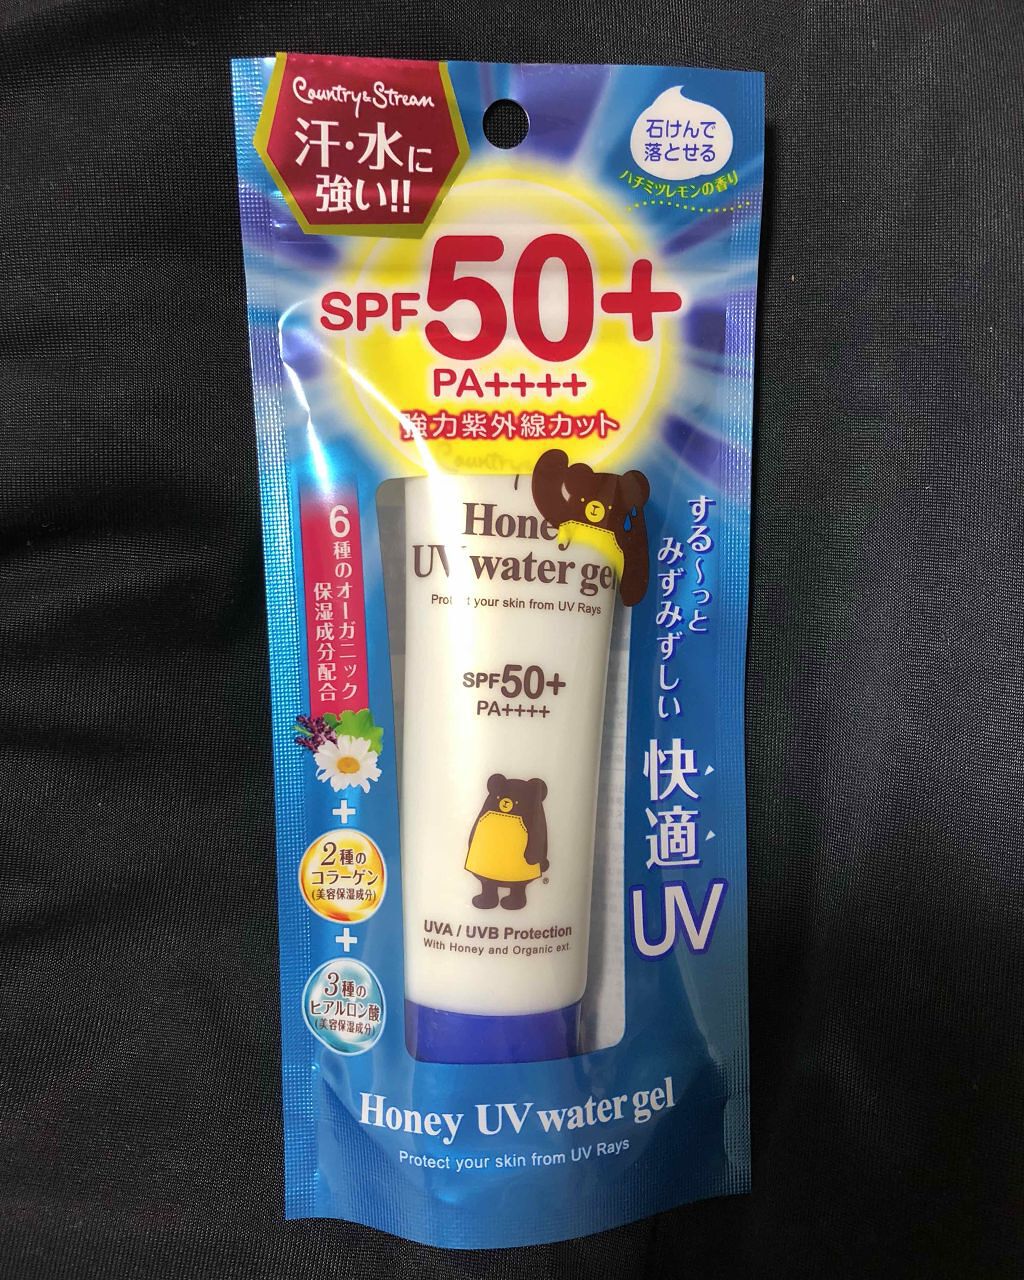 Country & Stream
汗・水に
強い!!
石けんで
落とせる
ハチミツレモンの香り
SPF50+
PA++++
強力紫外線カット
Country
Honey
UV water gel
Protect your skin from UV Rays
SPF50+
PA++++
UVA / UVB Protection
With Honey and Organic ext.
6種のオーガニック
保湿成分配合
+
2種の
コラーゲン
(美容保湿成分)
+
3種の
ヒアルロン酸
(美容保湿成分)
する〜っと
みずみずしい
快適
UV
Honey UV water gel
Protect your skin from UV Rays